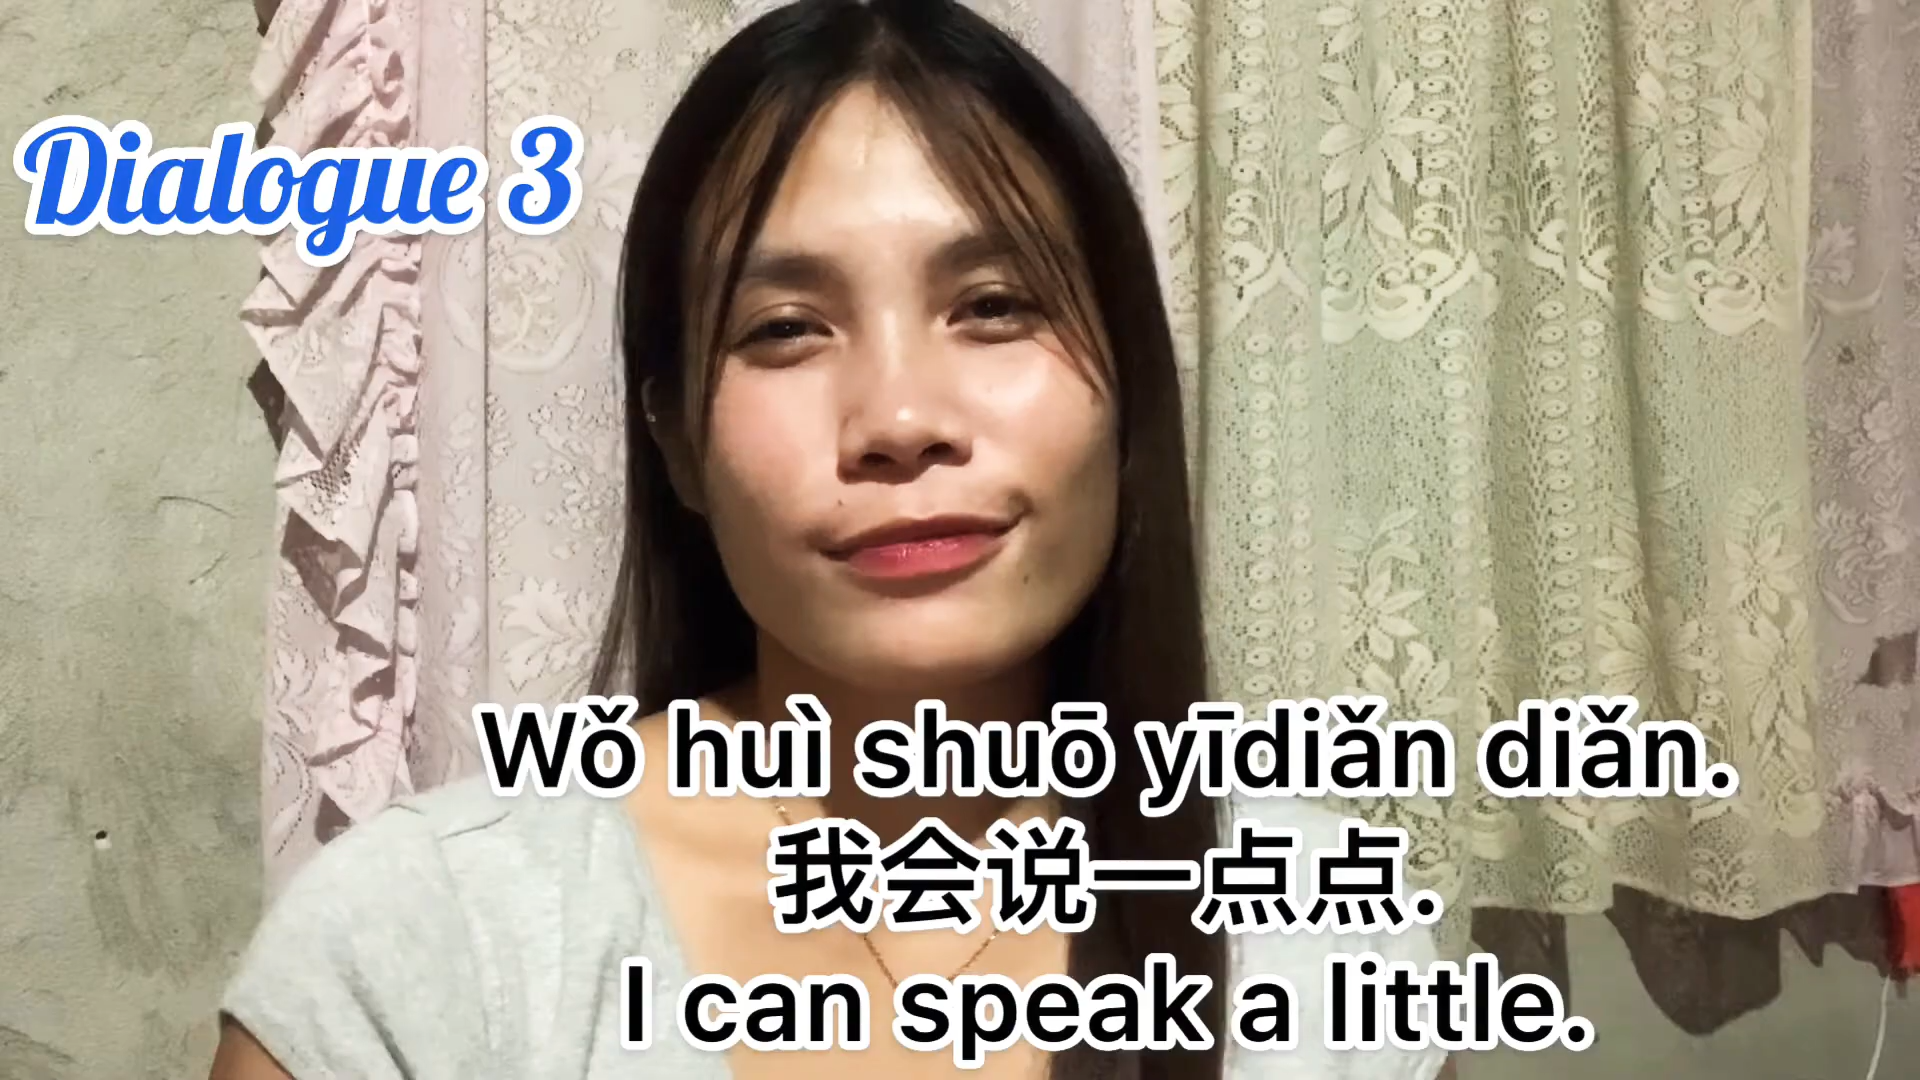 Dialogue 3
Wǒ huì shuō yīdiǎn diǎn.
我会说一点点.
I can speak a little.